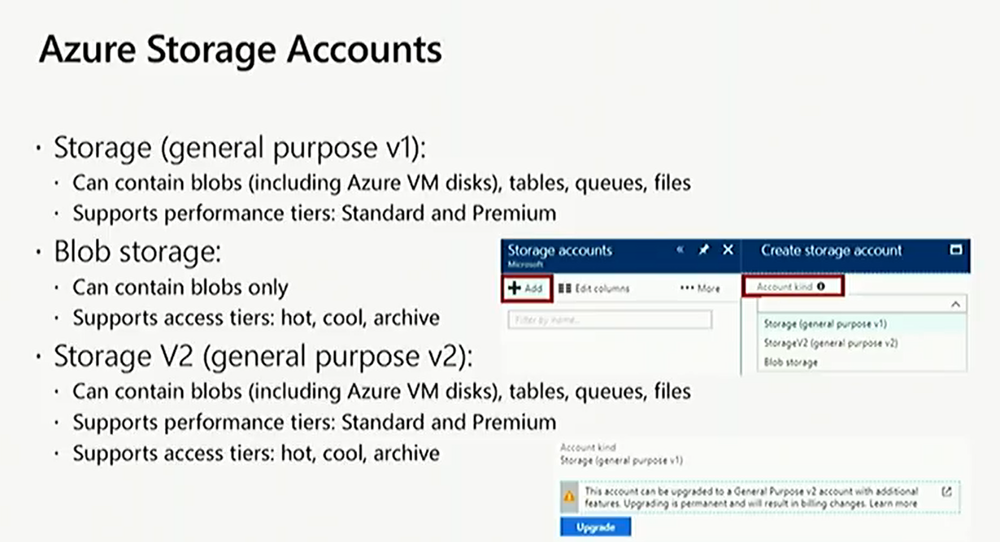 Azure Storage Accounts
· Storage (general purpose v1):
· Can contain blobs (including Azure VM disks), tables, queues, files
· Supports performance tiers: Standard and Premium
· Blob storage:
· Can contain blobs only
· Supports access tiers: hot, cool, archive
· Storage V2 (general purpose v2):
· Can contain blobs (including Azure VM disks), tables, queues, files
· Supports performance tiers: Standard and Premium
· Supports access tiers: hot, cool, archive
Storage accounts
Microsoft
Add Edit columns ••• More
Filter by name...
Create storage account
Account kind
Storage (general purpose v1)
StorageV2 (general purpose v2)
Blob storage
Account kind
Storage (general purpose v1)
This account can be upgraded to a General Purpose v2 account with additional
features. Upgrading is permanent and will result in billing changes. Learn more
Upgrade